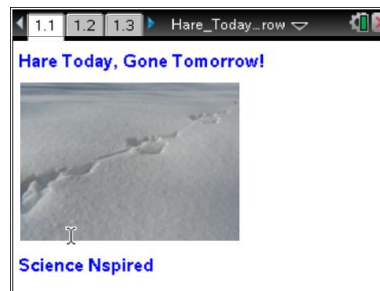 1.1 1.2 1.3 Hare_Today...row
Hare Today, Gone Tomorrow!
Science Nspired